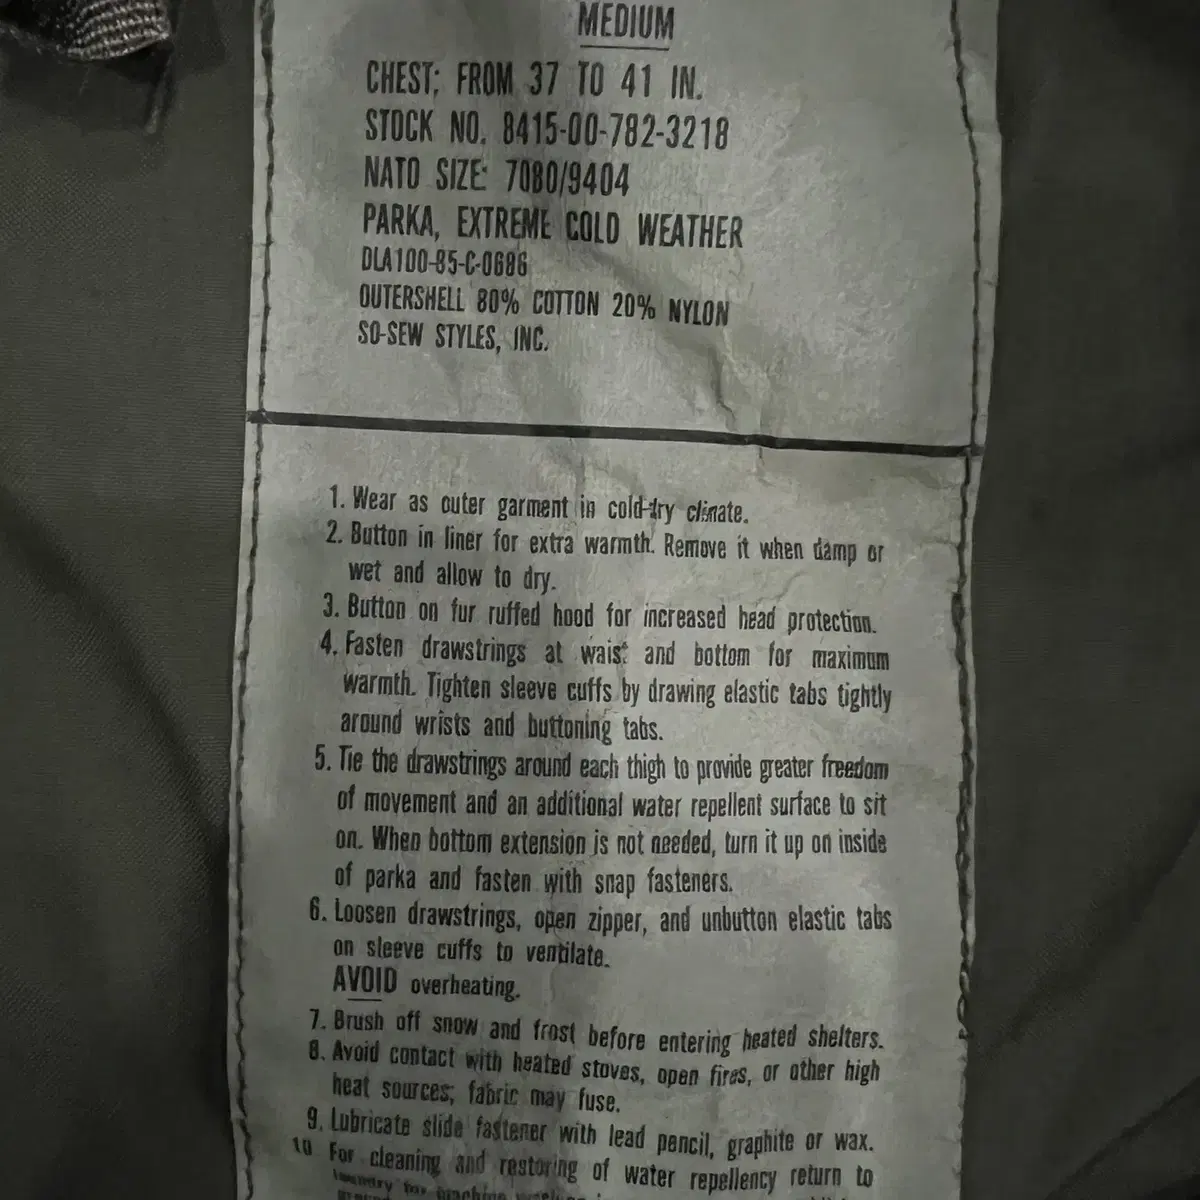 MEDIUM
CHEST; FROM 37 TO 41 IN.
STOCK NO. 8415-00-782-3218
NATO SIZE: 7080/9404
PARKA, EXTREME COLD WEATHER
DLA100-85-C-0686
OUTERSHELL 80% COTTON 20% NYLON
SO-SEW STYLES, INC.
1. Wear as outer garment in cold-dry climate.
2. Button in liner for extra warmth. Remove it when damp or
wet and allow to dry.
3. Button on fur ruffed hood for increased head protection.
4. Fasten drawstrings at waist and bottom for maximum
warmth. Tighten sleeve cuffs by drawing elastic tabs tightly
around wrists and buttoning tabs.
5. Tie the drawstrings around each thigh to provide greater freedom
of movement and an additional water repellent surface to sit
on. When bottom extension is not needed, turn it up on inside
of parka and fasten with snap fasteners.
6. Loosen drawstrings, open zipper, and unbutton elastic tabs
on sleeve cuffs to ventilate.
AVOID overheating.
7. Brush off snow and frost before entering heated shelters.
8. Avoid contact with heated stoves, open fires, or other high
heat sources; fabric may fuse.
9. Lubricate slide fastener with lead pencil, graphite or wax.
10 For cleaning and restoring of water repellency return to
laundry for machine